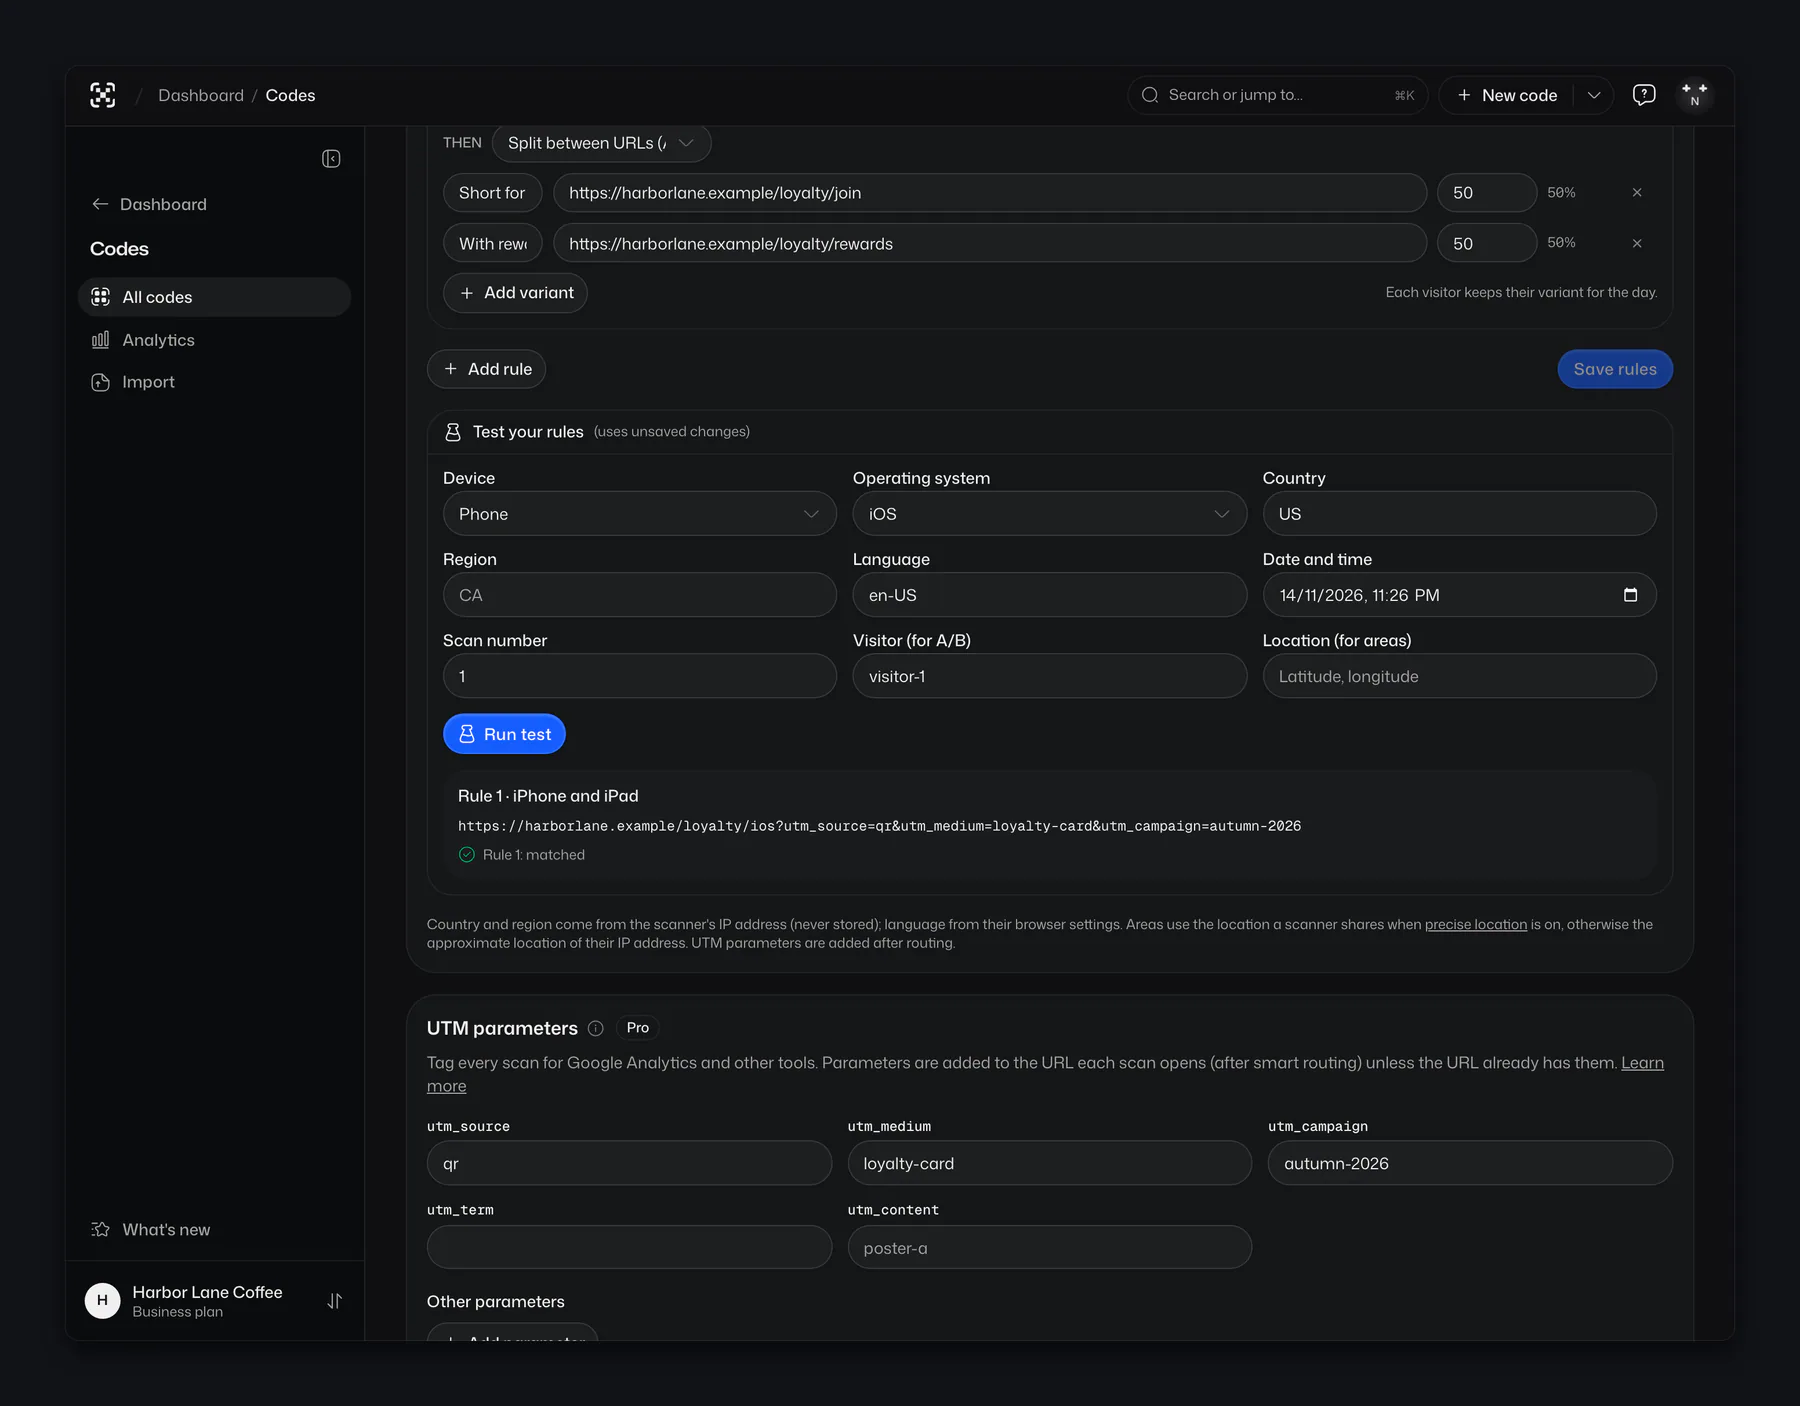 Dashboard / Codes
Search or jump to...
⌘K
+ New code
N
Dashboard
Codes
All codes
Analytics
Import
What's new
H
Harbor Lane Coffee
Business plan
THEN
Split between URLs (
Short for
https://harborlane.example/loyalty/join
50
50%
With rew
https://harborlane.example/loyalty/rewards
50
50%
+ Add variant
Each visitor keeps their variant for the day.
+ Add rule
Save rules
Test your rules (uses unsaved changes)
Device
Phone
Operating system
iOS
Country
US
Region
CA
Language
en-US
Date and time
14/11/2026, 11:26 PM
Scan number
1
Visitor (for A/B)
visitor-1
Location (for areas)
Latitude, longitude
Run test
Rule 1 · iPhone and iPad
https://harborlane.example/loyalty/ios?utm_source=qr&utm_medium=loyalty-card&utm_campaign=autumn-2026
Rule 1: matched
Country and region come from the scanner's IP address (never stored); language from their browser settings. Areas use the location a scanner shares when precise location is on, otherwise the
approximate location of their IP address. UTM parameters are added after routing.
UTM parameters
Pro
Tag every scan for Google Analytics and other tools. Parameters are added to the URL each scan opens (after smart routing) unless the URL already has them. Learn
more
utm_source
qr
utm_medium
loyalty-card
utm_campaign
autumn-2026
utm_term
utm_content
poster-a
Other parameters
+ Add parameter